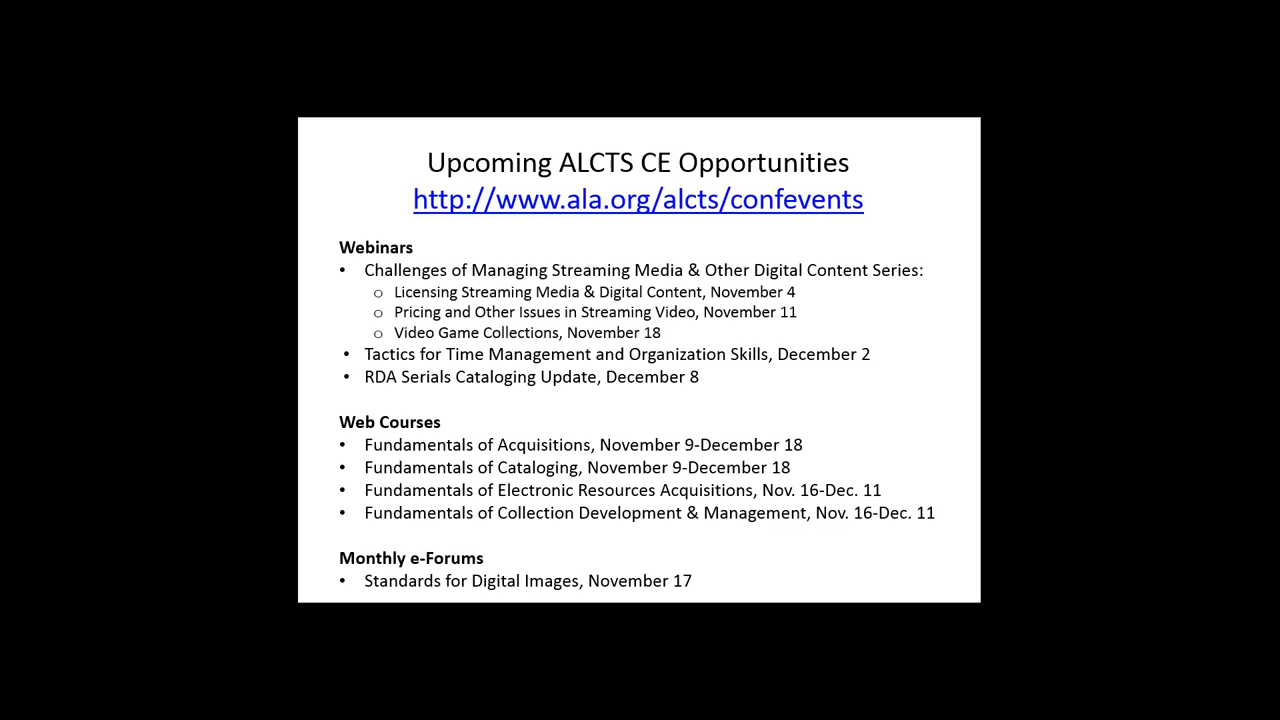 Upcoming ALCTS CE Opportunities
http://www.ala.org/alcts/confevents
Webinars
• Challenges of Managing Streaming Media & Other Digital Content Series:
o Licensing Streaming Media & Digital Content, November 4
o Pricing and Other Issues in Streaming Video, November 11
o Video Game Collections, November 18
• Tactics for Time Management and Organization Skills, December 2
• RDA Serials Cataloging Update, December 8
Web Courses
• Fundamentals of Acquisitions, November 9-December 18
• Fundamentals of Cataloging, November 9-December 18
• Fundamentals of Electronic Resources Acquisitions, Nov. 16-Dec. 11
• Fundamentals of Collection Development & Management, Nov. 16-Dec. 11
Monthly e-Forums
• Standards for Digital Images, November 17